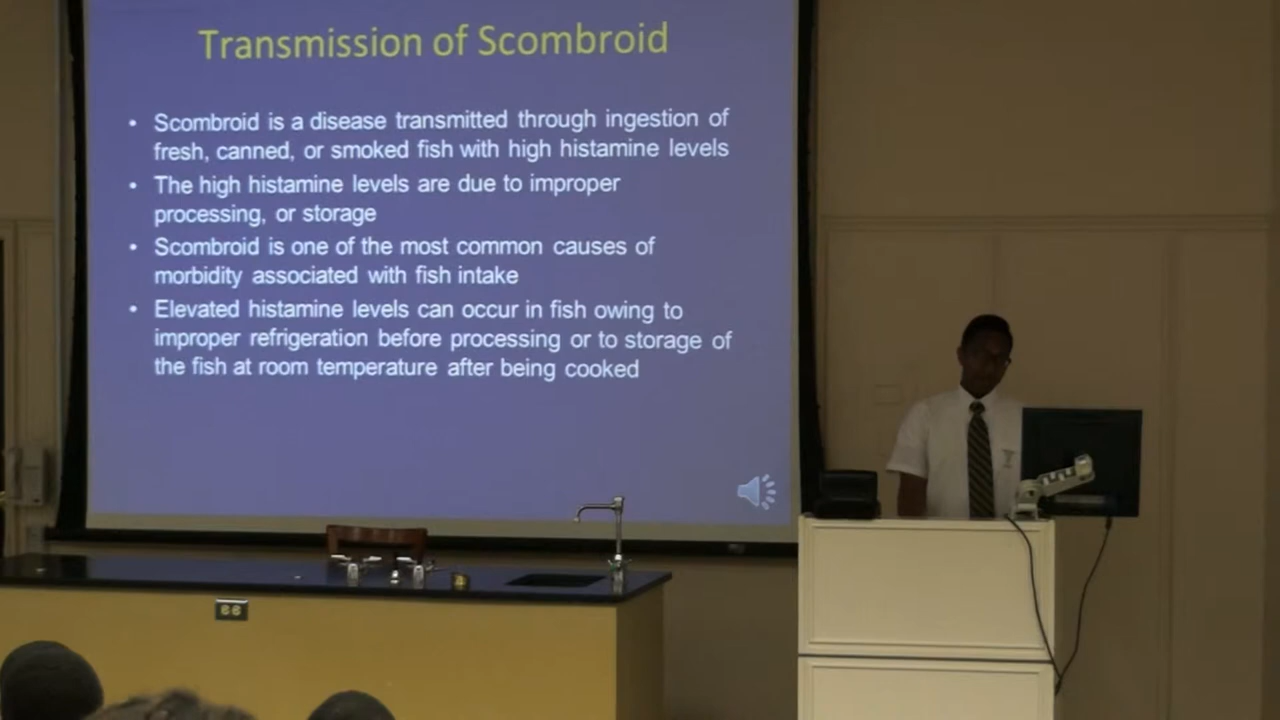 Transmission of Scombroid
• Scombroid is a disease transmitted through ingestion of
fresh, canned, or smoked fish with high histamine levels
• The high histamine levels are due to improper
processing, or storage
• Scombroid is one of the most common causes of
morbidity associated with fish intake
• Elevated histamine levels can occur in fish owing to
improper refrigeration before processing or to storage of
the fish at room temperature after being cooked